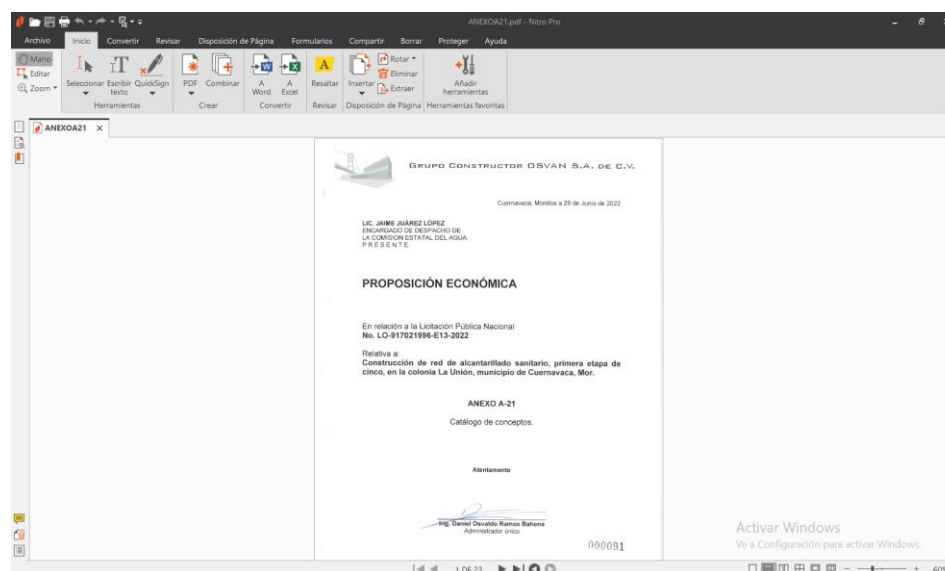 ANEXOA21.pdf - Nitro Pro
Archivo Inicio Convertir Revisar Disposición de Página Formularios Compartir Borrar Proteger Ayuda
Mano
Editar
Zoom
Seleccionar
Escribir texto
QuickSign
Herramientas
PDF
Combinar
Crear
A Word
A Excel
Convertir
Resaltar
Revisar
Insertar
Rotar
Eliminar
Extraer
Disposición de Página
Añadir herramientas
Herramientas favoritas
ANEXOA21 X
GRUPO CONSTRUCTOR OSVAN S.A. DE C.V.
Cuernavaca, Morelos a 29 de Junio de 2022
LIC. JAIME JUÁREZ LÓPEZ
ENCARGADO DE DESPACHO DE
LA COMISION ESTATAL DEL AGUA
P R E S E N T E.
PROPOSICIÓN ECONÓMICA
En relación a la Licitación Pública Nacional
No. LO-917021996-E13-2022
Relativa a:
Construcción de red de alcantarillado sanitario, primera etapa de
cinco, en la colonia La Unión, municipio de Cuernavaca, Mor.
ANEXO A-21
Catálogo de conceptos.
Atentamente
Ing. Daniel Osvaldo Ramos Bahena
Administrador único
000091
Activar Windows
Ve a Configuración para activar Windows.
1 DE 23
60%